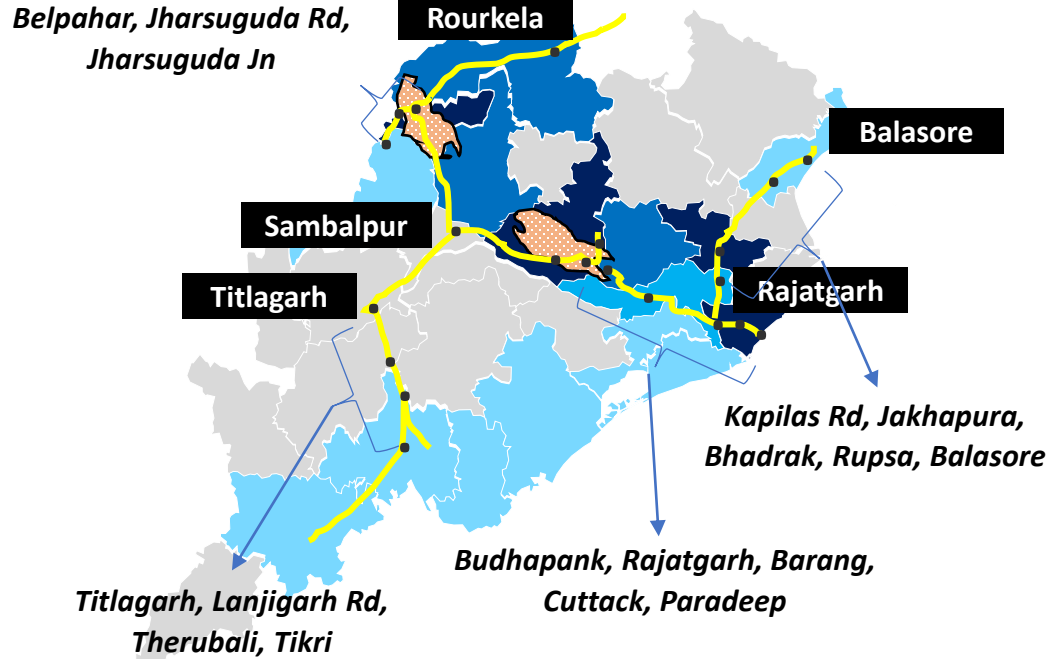 Belpahar, Jharsuguda Rd,
Jharsuguda Jn
Rourkela
Balasore
Sambalpur
Titlagarh
Rajatgarh
Kapilas Rd, Jakhapura,
Bhadrak, Rupsa, Balasore
Budhapank, Rajatgarh, Barang,
Cuttack, Paradeep
Titlagarh, Lanjigarh Rd,
Therubali, Tikri